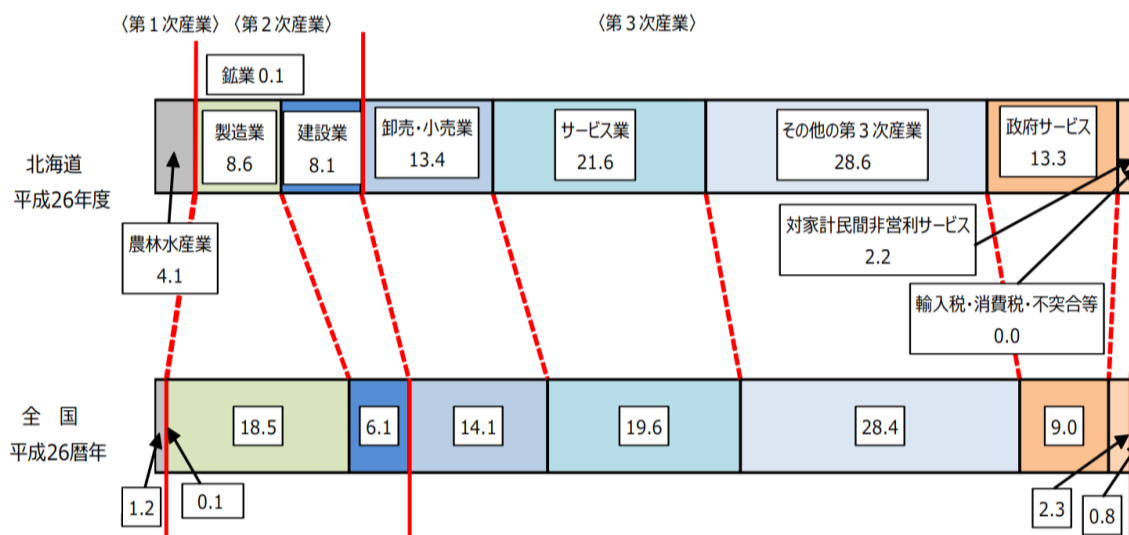 〈第１次産業〉
〈第２次産業〉
〈第３次産業〉
鉱業 0.1
製造業
8.6
建設業
8.1
卸売・小売業
13.4
サービス業
21.6
その他の第３次産業
28.6
政府サービス
13.3
北海道
平成26年度
農林水産業
4.1
対家計民間非営利サービス
2.2
輸入税・消費税・不突合等
0.0
全　国
平成26暦年
18.5
6.1
14.1
19.6
28.4
9.0
1.2
0.1
2.3
0.8